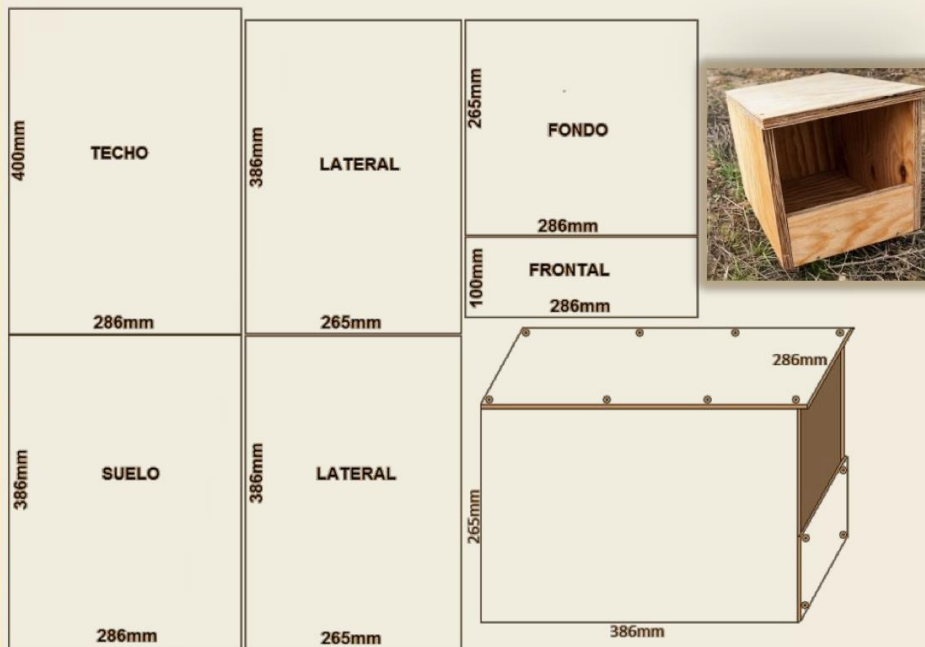 400mm
TECHO
286mm
386mm
LATERAL
265mm
265mm
FONDO
286mm
100mm
FRONTAL
286mm
386mm
SUELO
286mm
386mm
LATERAL
265mm
286mm
265mm
386mm